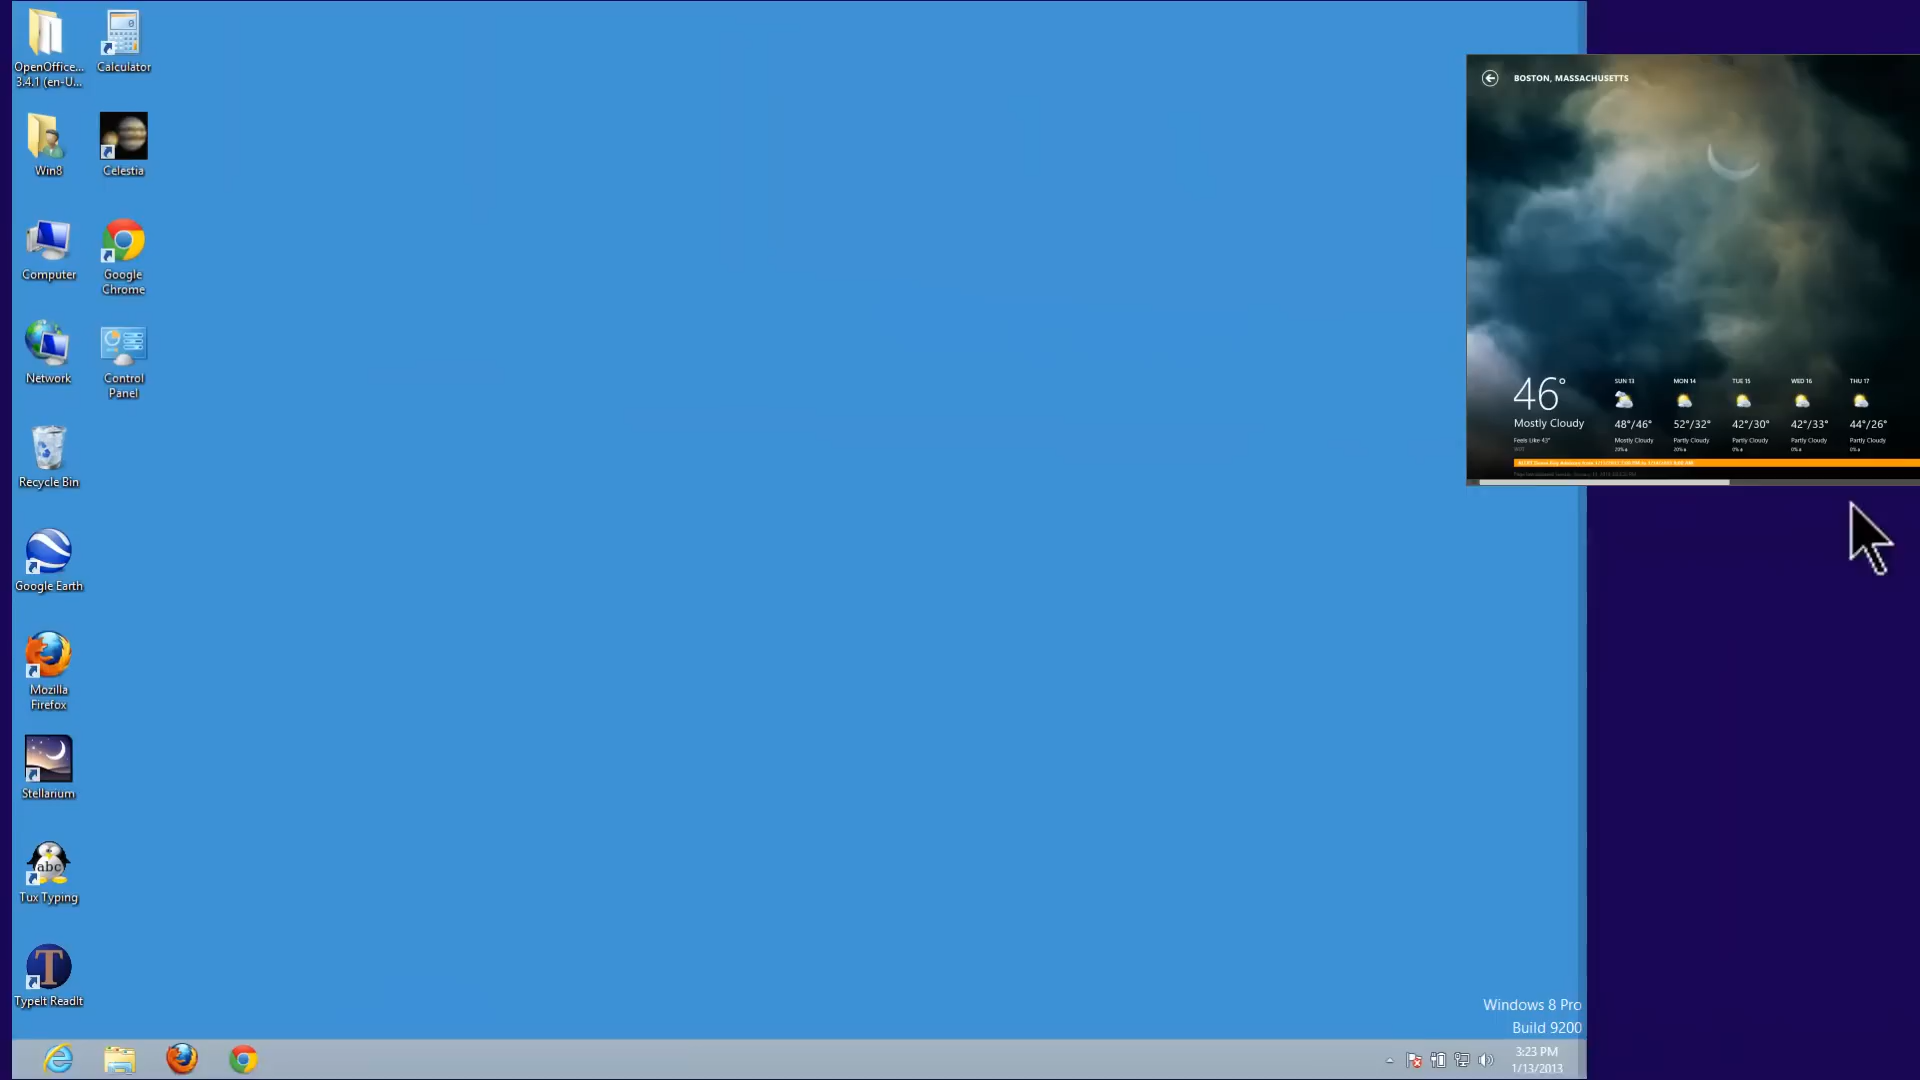 OpenOffice...
3.4.1 (en-U...
Calculator
Win8
Celestia
Computer
Google
Chrome
Network
Control
Panel
Recycle Bin
Google Earth
Mozilla
Firefox
Stellarium
abc
Tux Typing
T
TypeIt ReadIt
BOSTON, MASSACHUSETTS
46°
Mostly Cloudy
Feels Like 43°
SUN 13
48°/46°
Mostly Cloudy
20%
MON 14
52°/32°
Partly Cloudy
20%
TUE 15
42°/30°
Partly Cloudy
0%
WED 16
42°/33°
Partly Cloudy
0%
THU 17
44°/26°
Partly Cloudy
0%
Windows 8 Pro
Build 9200
3:23 PM
1/13/2013